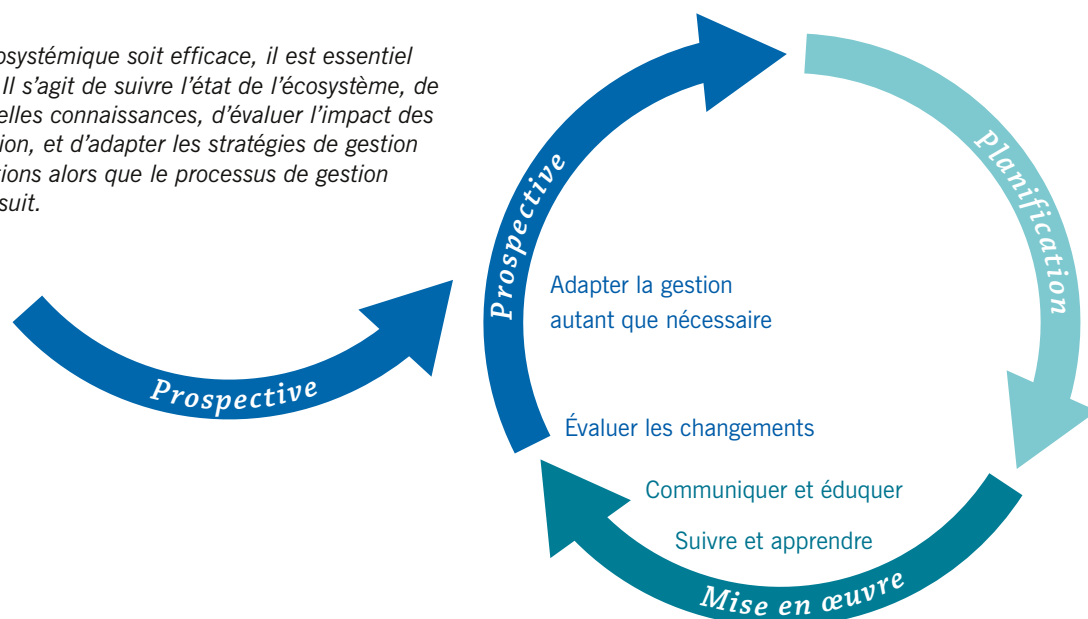 osystémique soit efficace, il est essentiel
Il s'agit de suivre l'état de l'écosystème, de
elles connaissances, d'évaluer l'impact des
ion, et d'adapter les stratégies de gestion
tions alors que le processus de gestion
suit.
Prospective
Prospective
Planification
Adapter la gestion
autant que nécessaire
Évaluer les changements
Communiquer et éduquer
Suivre et apprendre
Mise en œuvre